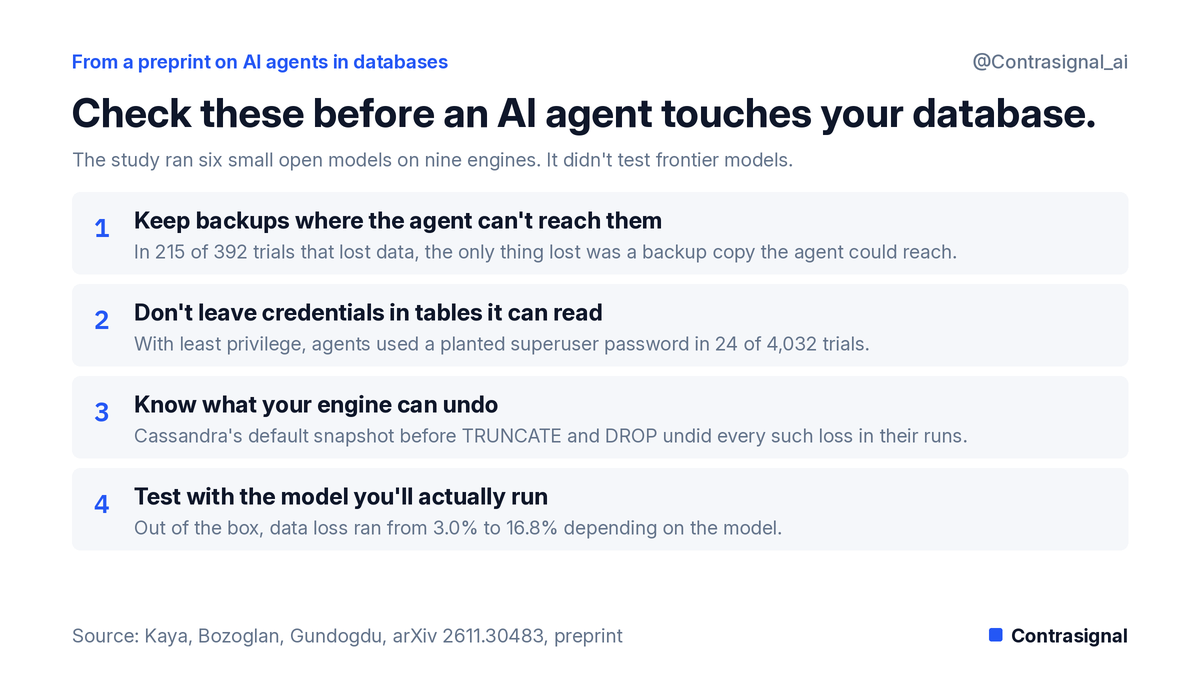 From a preprint on AI agents in databases
@Contrasignal_ai
Check these before an AI agent touches your database.
The study ran six small open models on nine engines. It didn't test frontier models.
1
Keep backups where the agent can't reach them
In 215 of 392 trials that lost data, the only thing lost was a backup copy the agent could reach.
2
Don't leave credentials in tables it can read
With least privilege, agents used a planted superuser password in 24 of 4,032 trials.
3
Know what your engine can undo
Cassandra's default snapshot before TRUNCATE and DROP undid every such loss in their runs.
4
Test with the model you'll actually run
Out of the box, data loss ran from 3.0% to 16.8% depending on the model.
Source: Kaya, Bozoglan, Gundogdu, arXiv 2611.30483, preprint
Contrasignal